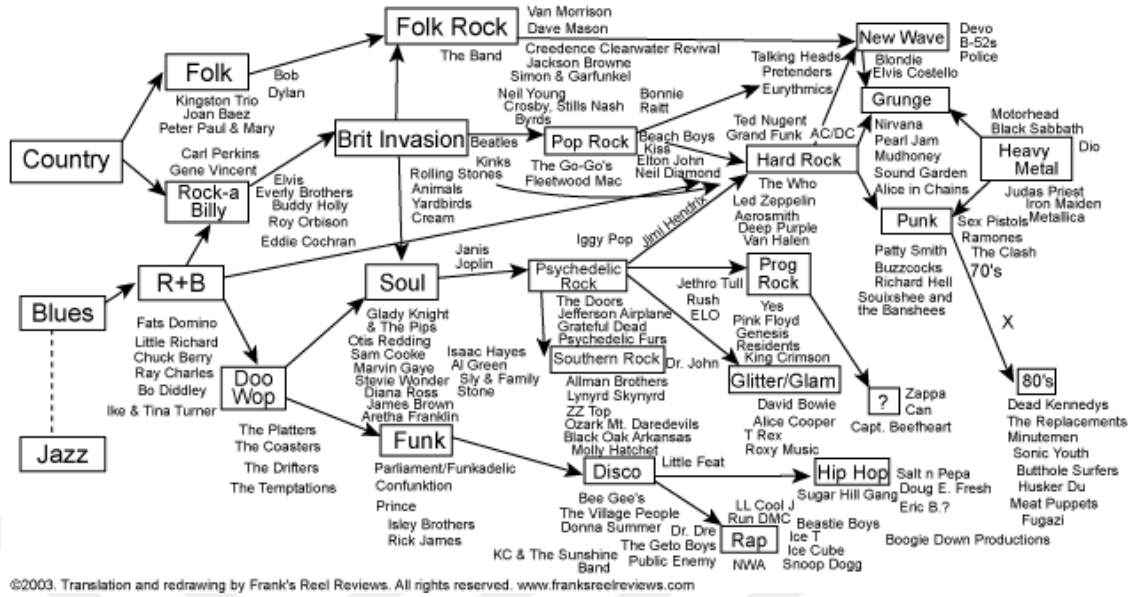 Folk Rock
Van Morrison
Dave Mason
The Band
Creedence Clearwater Revival
Jackson Browne
Simon & Garfunkel
Neil Young
Crosby, Stills Nash
Byrds
New Wave
Devo
B-52s
Police
Talking Heads
Pretenders
Eurythmics
Blondie
Elvis Costello
Folk
Bob
Dylan
Kingston Trio
Joan Baez
Peter Paul & Mary
Country
Carl Perkins
Gene Vincent
Rock-a
Billy
Elvis
Everly Brothers
Buddy Holly
Roy Orbison
Eddie Cochran
Brit Invasion
Beatles
Kinks
Rolling Stones
Animals
Yardbirds
Cream
Pop Rock
Bonnie
Raitt
The Go-Go's
Fleetwood Mac
Beach Boys
Kiss
Elton John
Neil Diamond
Ted Nugent
Grand Funk
AC/DC
Hard Rock
The Who
Led Zeppelin
Aerosmith
Deep Purple
Van Halen
Grunge
Nirvana
Pearl Jam
Mudhoney
Sound Garden
Alice in Chains
Motorhead
Black Sabbath
Heavy
Metal
Dio
Judas Priest
Iron Maiden
Metallica
Punk
Sex Pistols
Ramones
The Clash
70's
Patty Smith
Buzzcocks
Richard Hell
Souixshee and
the Banshees
X
80's
Dead Kennedys
The Replacements
Minutemen
Sonic Youth
Butthole Surfers
Husker Du
Meat Puppets
Fugazi
R+B
Blues
Jazz
Fats Domino
Little Richard
Chuck Berry
Ray Charles
Bo Diddley
Ike & Tina Turner
Doo
Wop
The Platters
The Coasters
The Drifters
The Temptations
Soul
Janis
Joplin
Glady Knight
& The Pips
Otis Redding
Sam Cooke
Marvin Gaye
Stevie Wonder
Diana Ross
James Brown
Aretha Franklin
Isaac Hayes
Al Green
Sly & Family
Stone
Iggy Pop
Jimi Hendrix
Psychedelic
Rock
The Doors
Jefferson Airplane
Grateful Dead
Psychedelic Furs
Southern Rock
Dr. John
Allman Brothers
Lynyrd Skynyrd
ZZ Top
Ozark Mt. Daredevils
Black Oak Arkansas
Molly Hatchet
Prog
Rock
Jethro Tull
Rush
ELO
Yes
Pink Floyd
Genesis
Residents
King Crimson
Glitter/Glam
David Bowie
Alice Cooper
T Rex
Roxy Music
?
Zappa
Can
Capt. Beefheart
Funk
Parliament/Funkadelic
Confunktion
Prince
Isley Brothers
Rick James
Disco
Little Feat
Bee Gee's
The Village People
Donna Summer
KC & The Sunshine
Band
Hip Hop
Sugar Hill Gang
Salt n Pepa
Doug E. Fresh
Eric B.?
Boogie Down Productions
Rap
LL Cool J
Run DMC
Dr. Dre
The Geto Boys
Public Enemy
NWA
Beastie Boys
Ice T
Ice Cube
Snoop Dogg
©2003. Translation and redrawing by Frank's Reel Reviews. All rights reserved. www.franksreelreviews.com